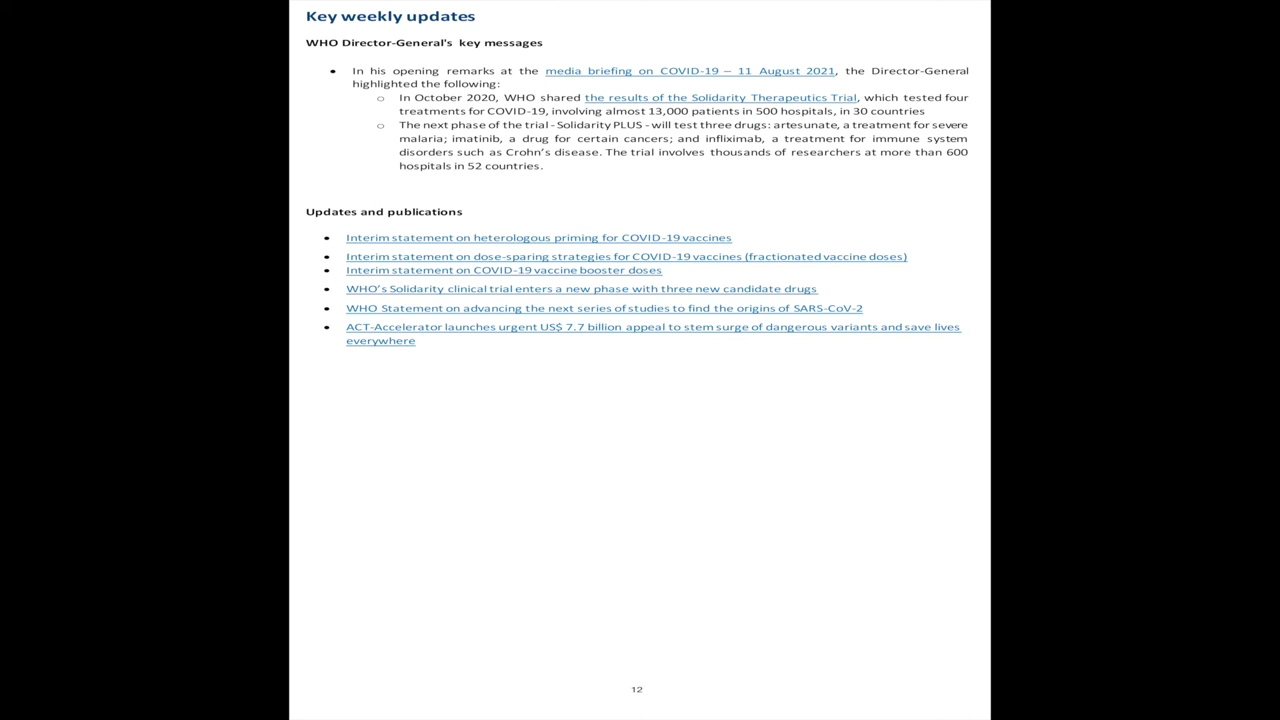 Key weekly updates
WHO Director-General's key messages
• In his opening remarks at the media briefing on COVID-19 – 11 August 2021, the Director-General
highlighted the following:
o In October 2020, WHO shared the results of the Solidarity Therapeutics Trial, which tested four
treatments for COVID-19, involving almost 13,000 patients in 500 hospitals, in 30 countries
o The next phase of the trial - Solidarity PLUS - will test three drugs: artesunate, a treatment for severe
malaria; imatinib, a drug for certain cancers; and infliximab, a treatment for immune system
disorders such as Crohn’s disease. The trial involves thousands of researchers at more than 600
hospitals in 52 countries.
Updates and publications
• Interim statement on heterologous priming for COVID-19 vaccines
• Interim statement on dose-sparing strategies for COVID-19 vaccines (fractionated vaccine doses)
• Interim statement on COVID-19 vaccine booster doses
• WHO’s Solidarity clinical trial enters a new phase with three new candidate drugs
• WHO Statement on advancing the next series of studies to find the origins of SARS-CoV-2
• ACT-Accelerator launches urgent US$ 7.7 billion appeal to stem surge of dangerous variants and save lives
everywhere
12